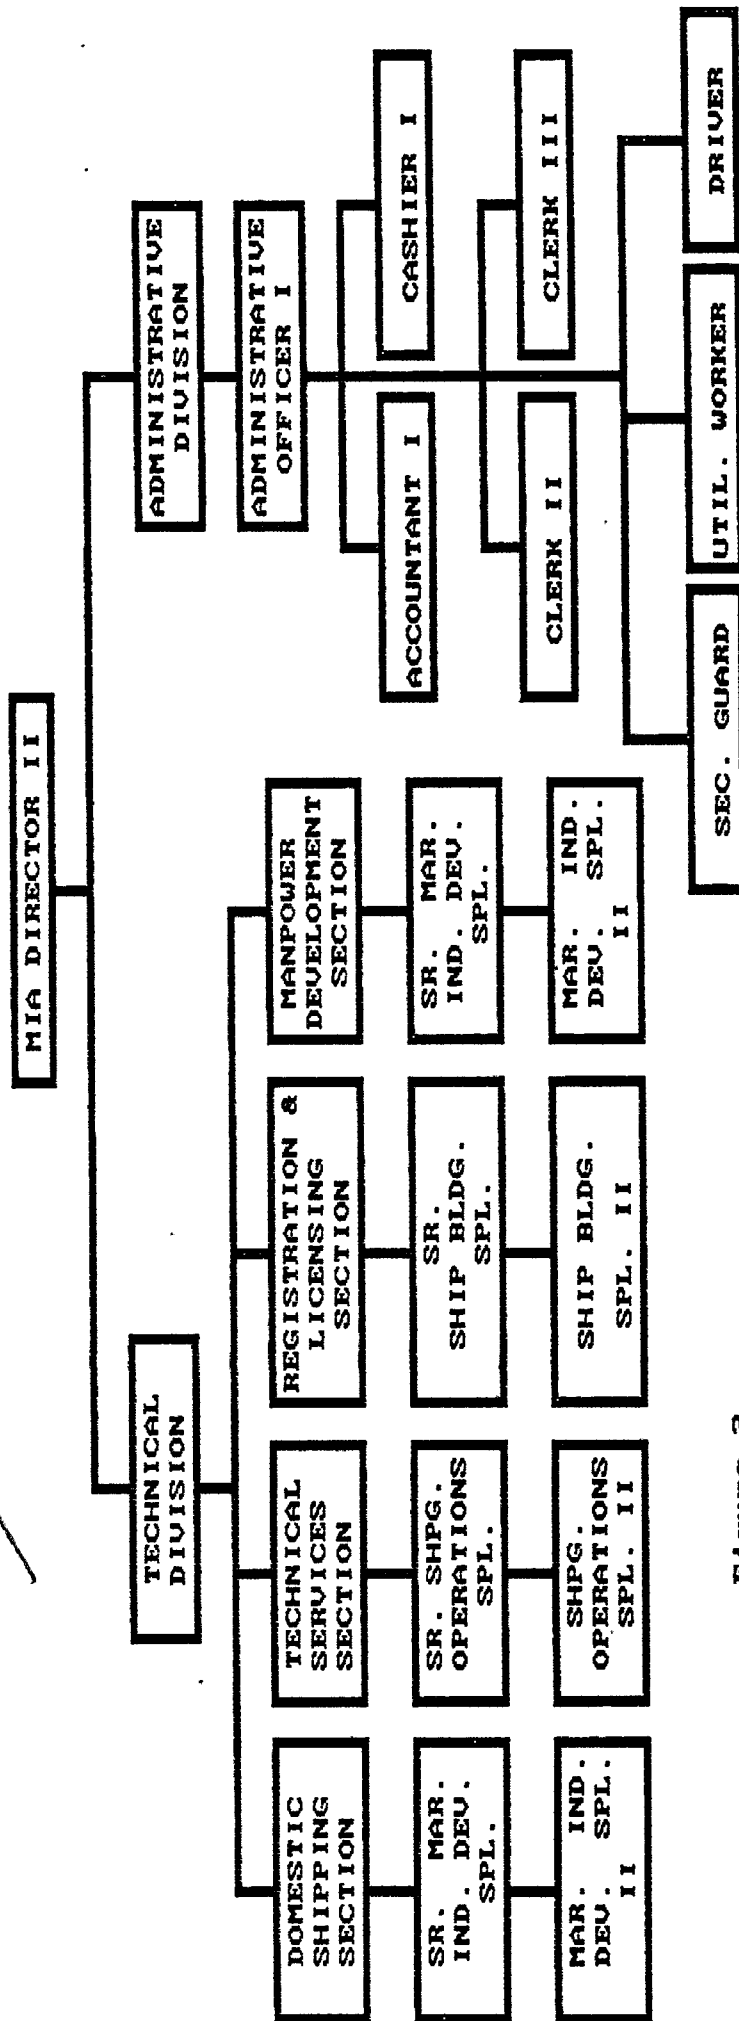 MIA DIRECTOR II
TECHNICAL
DIVISION
ADMINISTRATIVE
DIVISION
ADMINISTRATIVE
OFFICER I
DOMESTIC
SHIPPING
SECTION
TECHNICAL
SERVICES
SECTION
REGISTRATION &
LICENSING
SECTION
MANPOWER
DEVELOPMENT
SECTION
ACCOUNTANT I
CASHIER I
SR. MAR.
IND. DEV.
SPL.
SR. SHPG.
OPERATIONS
SPL.
SR.
SHIP BLDG.
SPL.
SR. MAR.
IND. DEV.
SPL.
CLERK II
CLERK III
MAR. IND.
DEV. SPL.
II
SHPG.
OPERATIONS
SPL. II
SHIP BLDG.
SPL. II
MAR. IND.
DEV. SPL.
II
SEC. GUARD
UTIL. WORKER
DRIVER